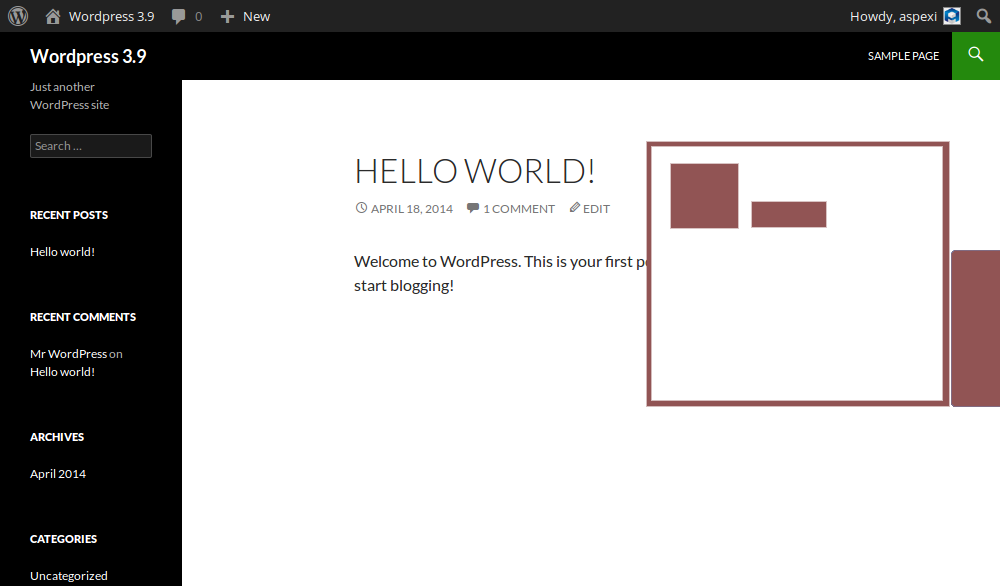 Wordpress 3.9 0 New Howdy, aspexi
Wordpress 3.9
SAMPLE PAGE
Just another
WordPress site
Search ...
RECENT POSTS
Hello world!
RECENT COMMENTS
Mr WordPress on
Hello world!
ARCHIVES
April 2014
CATEGORIES
Uncategorized
HELLO WORLD!
APRIL 18, 2014 1 COMMENT EDIT
Welcome to WordPress. This is your first
start blogging!